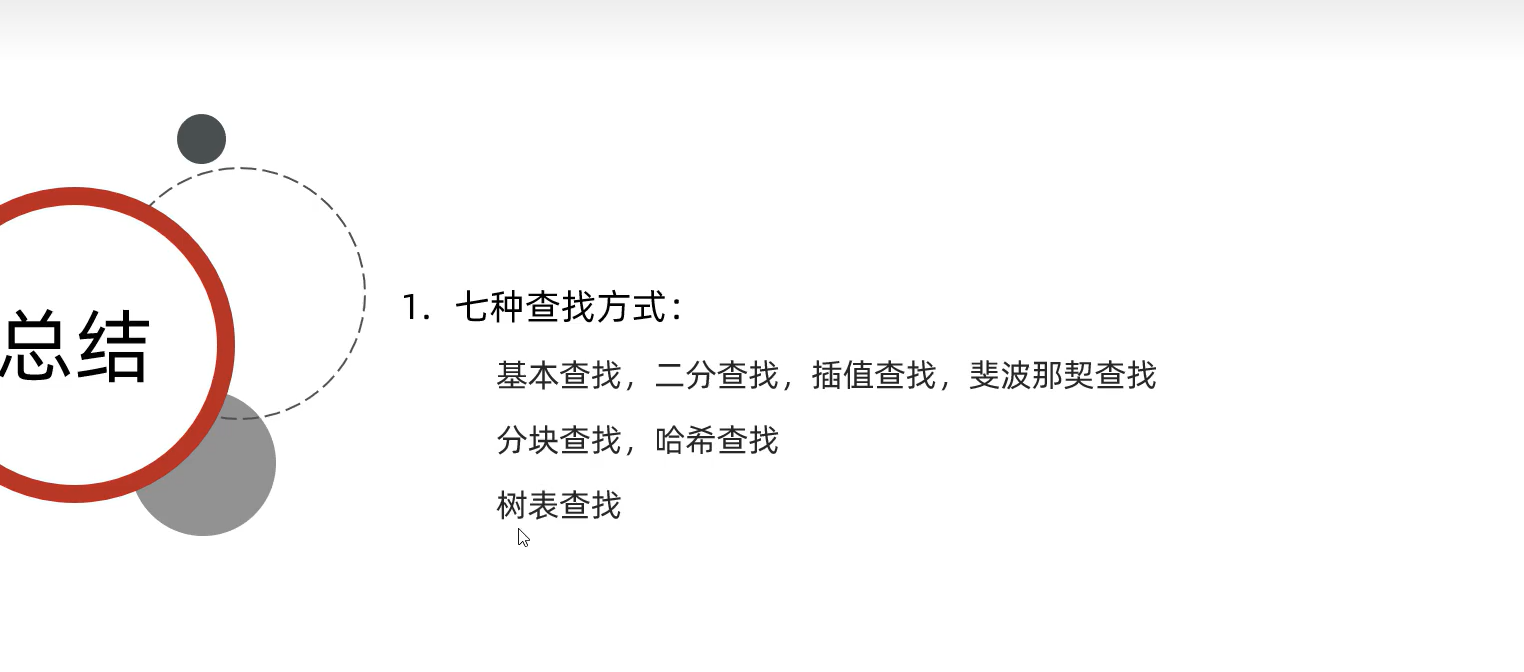 总结
1. 七种查找方式：
基本查找，二分查找，插值查找，斐波那契查找
分块查找，哈希查找
树表查找